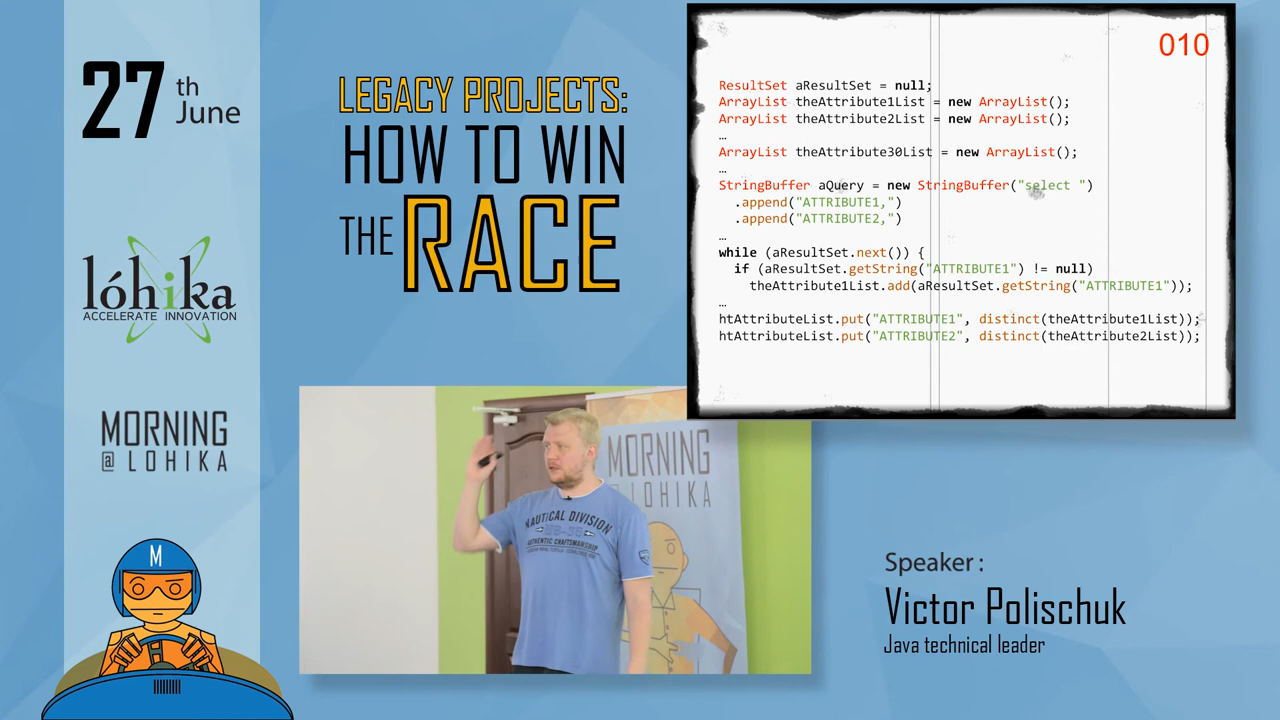 27
th
June
lóhika
ACCELERATE INNOVATION
MORNING
@ LOHIKA
M
LEGACY PROJECTS:
HOW TO WIN
THE RACE
010
ResultSet aResultSet = null;
ArrayList theAttribute1List = new ArrayList();
ArrayList theAttribute2List = new ArrayList();
…
ArrayList theAttribute30List = new ArrayList();
…
StringBuffer aQuery = new StringBuffer("select ")
.append("ATTRIBUTE1,")
.append("ATTRIBUTE2,")
…
while (aResultSet.next()) {
if (aResultSet.getString("ATTRIBUTE1") != null)
theAttribute1List.add(aResultSet.getString("ATTRIBUTE1"));
…
htAttributeList.put("ATTRIBUTE1", distinct(theAttribute1List));
htAttributeList.put("ATTRIBUTE2", distinct(theAttribute2List));
MORNING
@ LOHIKA
NAUTICAL DIVISION
AUTHENTIC CRAFTSMANSHIP
Speaker :
Victor Polischuk
Java technical leader